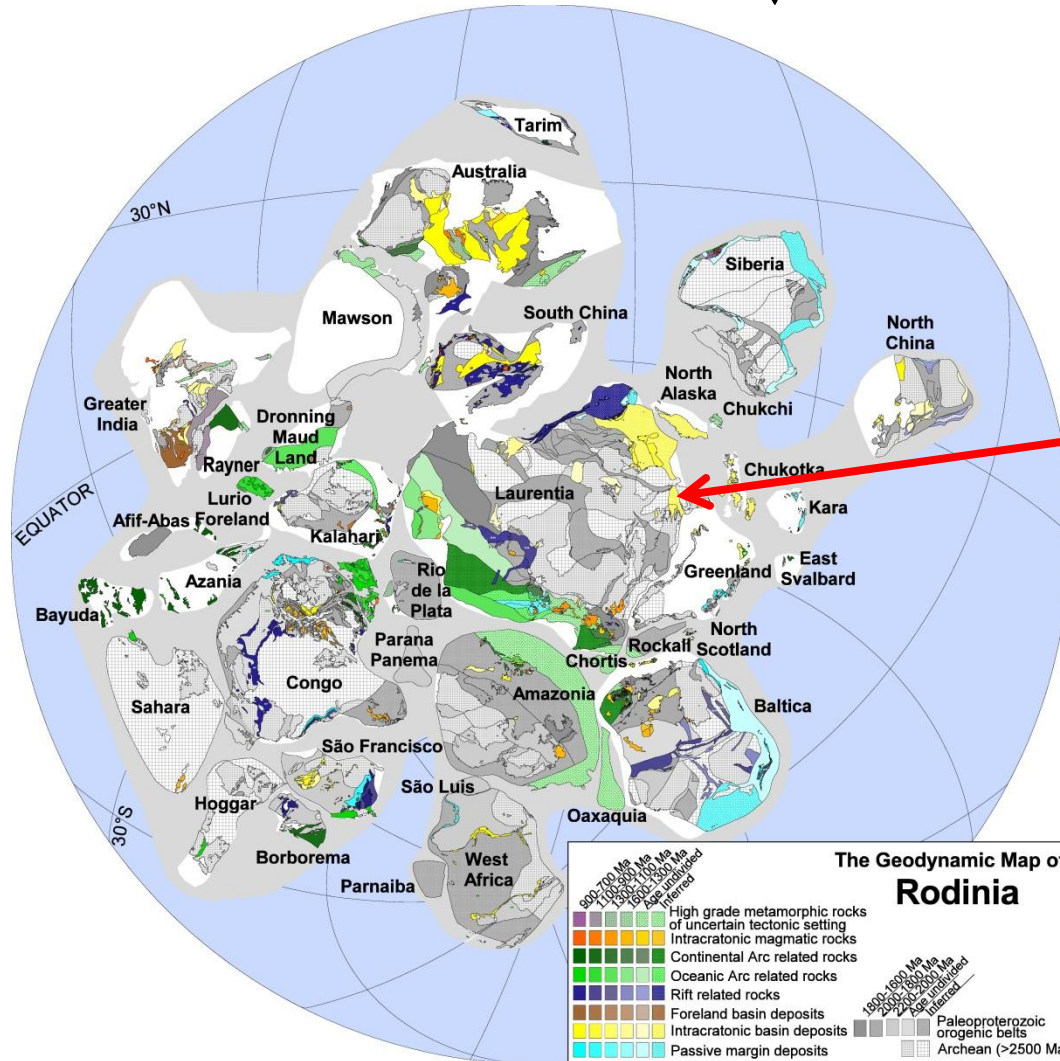 Tarim
Australia
30°N
Siberia
Mawson
South China
North
China
North
Alaska
Greater
India
Chukchi
Dronning
Maud
Land
Rayner
Laurentia
Chukotka
Lurio
Foreland
EQUATOR
Kara
Afif-Abas
Kalahari
East
Svalbard
Azania
Rio
de la
Plata
Greenland
Bayuda
North
Scotland
Parana
Panema
Rockall
Chortis
Congo
Amazonia
Baltica
Sahara
São Francisco
São Luis
Hoggar
Oaxaquia
30°S
Borborema
West
Africa
Parnaiba
The Geodynamic Map of
Rodinia
900-700 Ma
1100-900 Ma
1300-1100 Ma
1600-1300 Ma
Age undivided
Inferred
High grade metamorphic rocks
of uncertain tectonic setting
Intracratonic magmatic rocks
Continental Arc related rocks
Oceanic Arc related rocks
Rift related rocks
Foreland basin deposits
Intracratonic basin deposits
Passive margin deposits
1800-1600 Ma
2000-1800 Ma
2200-2000 Ma
Age undivided
Inferred
Paleoproterozoic
orogenic belts
Archean (>2500 Ma